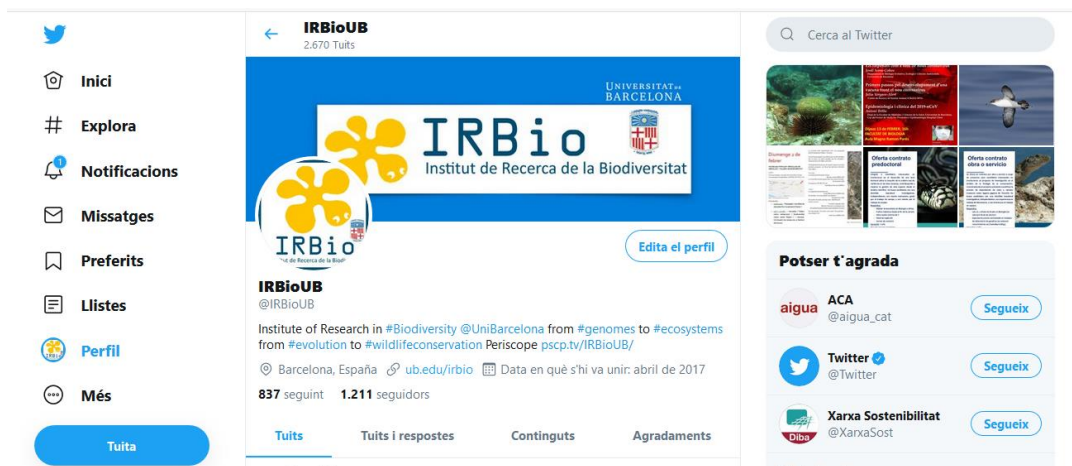 Inici
Explora
1
Notificacions
Missatges
Preferits
Llistes
Perfil
Més
Tuita
IRBioUB
2.670 Tuits
UNIVERSITAT DE
BARCELONA
IRBio
Institut de Recerca de la Biodiversitat
IRBio
Edita el perfil
IRBioUB
@IRBioUB
Institute of Research in #Biodiversity @UniBarcelona from #genomes to #ecosystems
from #evolution to #wildlifeconservation Periscope pscp.tv/IRBioUB/
Barcelona, España ub.edu/irbio Data en què s'hi va unir: abril de 2017
837 seguint 1.211 seguidors
Tuits Tuits i respostes Continguts Agradaments
Cerca al Twitter
Oferta contrato
predoctoral
Oferta contrato
obra o servicio
Potser t'agrada
aigua
ACA
@aigua_cat
Segueix
Twitter
@Twitter
Segueix
Diba
Xarxa Sostenibilitat
@XarxaSost
Segueix